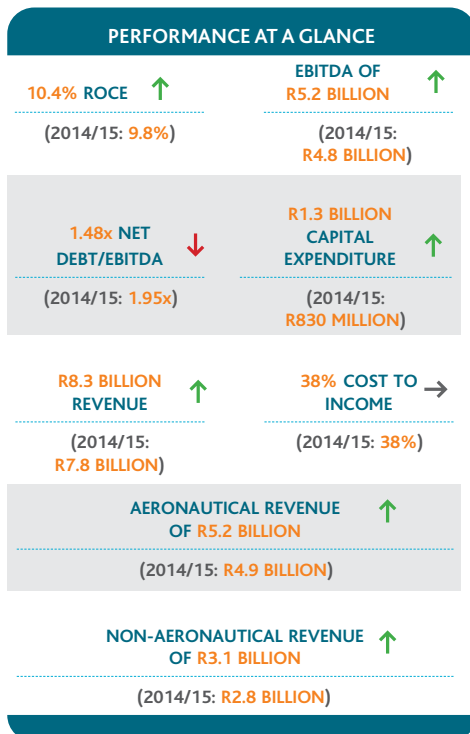 PERFORMANCE AT A GLANCE
10.4% ROCE
(2014/15: 9.8%)
EBITDA OF
R5.2 BILLION
(2014/15:
R4.8 BILLION)
1.48x NET
DEBT/EBITDA
(2014/15: 1.95x)
R1.3 BILLION
CAPITAL
EXPENDITURE
(2014/15:
R830 MILLION)
R8.3 BILLION
REVENUE
(2014/15:
R7.8 BILLION)
38% COST TO
INCOME
(2014/15: 38%)
AERONAUTICAL REVENUE
OF R5.2 BILLION
(2014/15: R4.9 BILLION)
NON-AERONAUTICAL REVENUE
OF R3.1 BILLION
(2014/15: R2.8 BILLION)